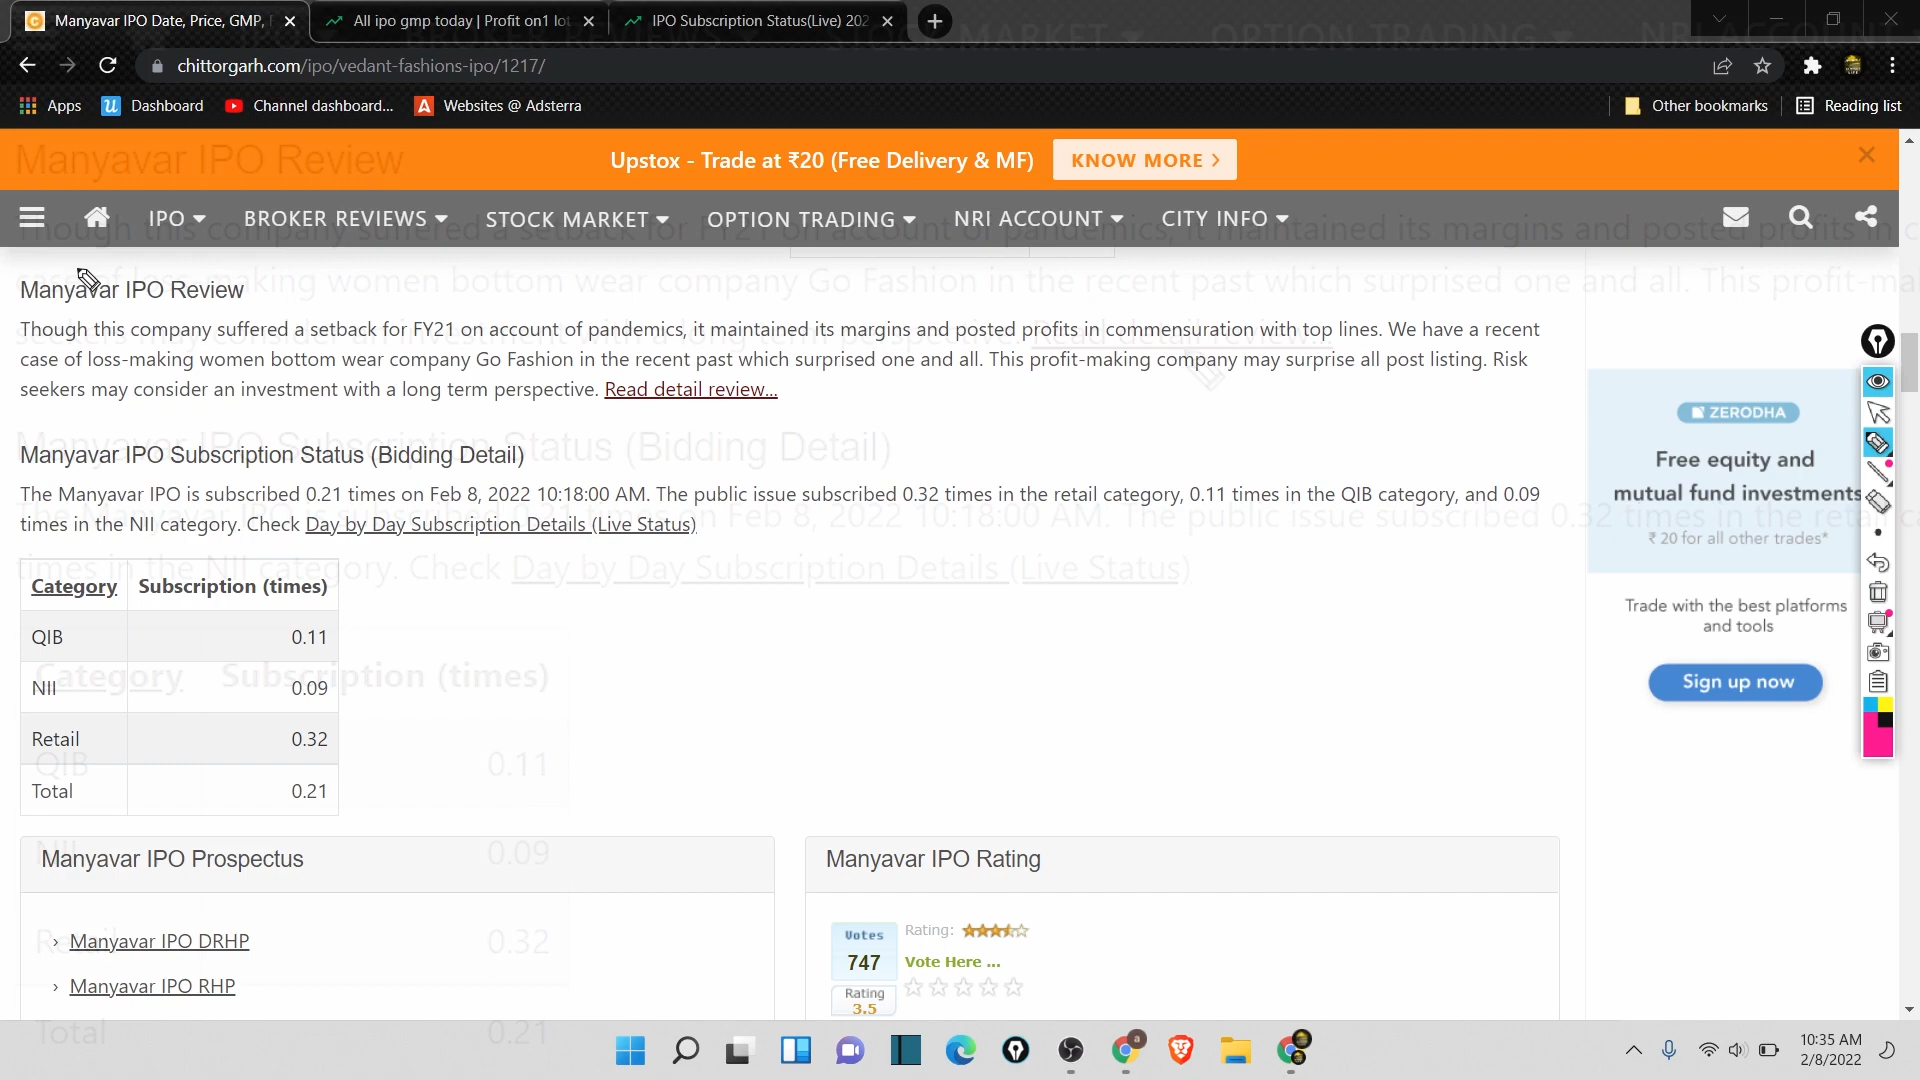 Manyavar IPO Date, Price, GMP,
All ipo gmp today | Profit on1 lot
IPO Subscription Status(Live) 202
chittorgarh.com/ipo/vedant-fashions-ipo/1217/
Apps
Dashboard
Channel dashboard...
Websites @ Adsterra
Other bookmarks
Reading list
Manyavar IPO Review
Upstox - Trade at ₹20 (Free Delivery & MF)
KNOW MORE >
IPO
BROKER REVIEWS
STOCK MARKET
OPTION TRADING
NRI ACCOUNT
CITY INFO
Manyavar IPO Review
Though this company suffered a setback for FY21 on account of pandemics, it maintained its margins and posted profits in commensuration with top lines. We have a recent
case of loss-making women bottom wear company Go Fashion in the recent past which surprised one and all. This profit-making company may surprise all post listing. Risk
seekers may consider an investment with a long term perspective. Read detail review...
Manyavar IPO Subscription Status (Bidding Detail)
The Manyavar IPO is subscribed 0.21 times on Feb 8, 2022 10:18:00 AM. The public issue subscribed 0.32 times in the retail category, 0.11 times in the QIB category, and 0.09
times in the NII category. Check Day by Day Subscription Details (Live Status)
Category Subscription (times)
QIB 0.11
NII 0.09
Retail 0.32
Total 0.21
Manyavar IPO Prospectus
› Manyavar IPO DRHP
› Manyavar IPO RHP
Manyavar IPO Rating
Votes
747
Rating
3.5
Rating:
Vote Here ...
ZERODHA
Free equity and
mutual fund investments
₹ 20 for all other trades*
Trade with the best platforms
and tools
Sign up now
10:35 AM
2/8/2022